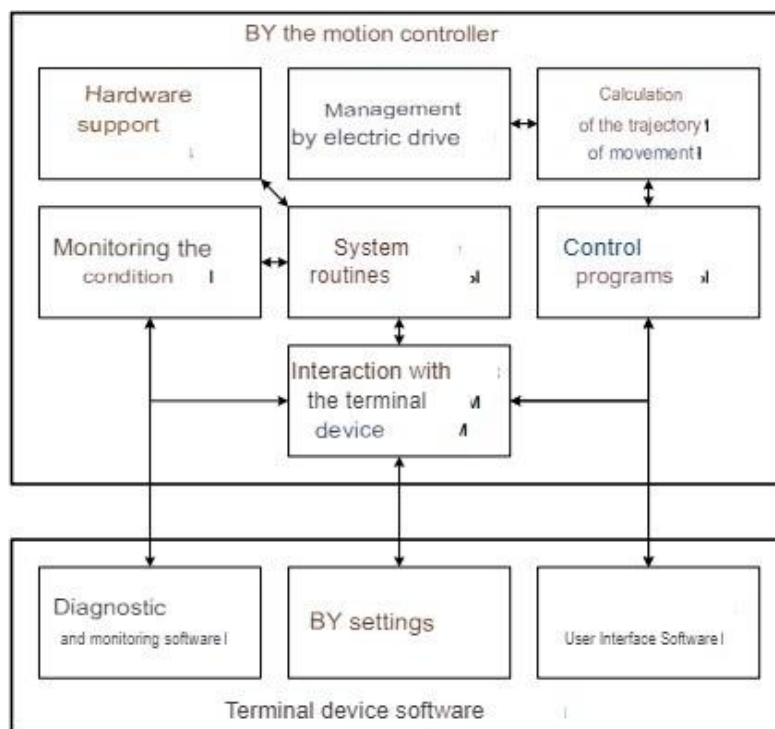 BY the motion controller
Hardware
support
Management
by electric drive
Calculation
of the trajectory
of movement
Monitoring the
condition
System
routines
Control
programs
Interaction with
the terminal
device
Diagnostic
and monitoring software
BY settings
User Interface Software
Terminal device software